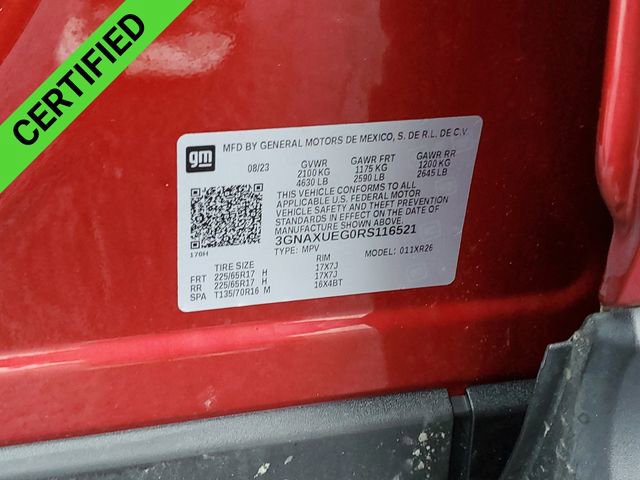 CERTIFIED
gm
MFD BY GENERAL MOTORS DE MEXICO, S. DE R.L. DE C.V.
08/23 GVWR GAWR FRT GAWR RR
2100 KG 1175 KG 1200 KG
4630 LB 2590 LB 2645 LB
THIS VEHICLE CONFORMS TO ALL
APPLICABLE U.S. FEDERAL MOTOR
VEHICLE SAFETY AND THEFT PREVENTION
STANDARDS IN EFFECT ON THE DATE OF
MANUFACTURE SHOWN ABOVE.
3GNAXUEG0RS116521
170H TYPE: MPV MODEL: 011XR26
TIRE SIZE RIM
FRT 225/65R17 H 17X7J
RR 225/65R17 H 17X7J
SPA T135/70R16 M 16X4BT